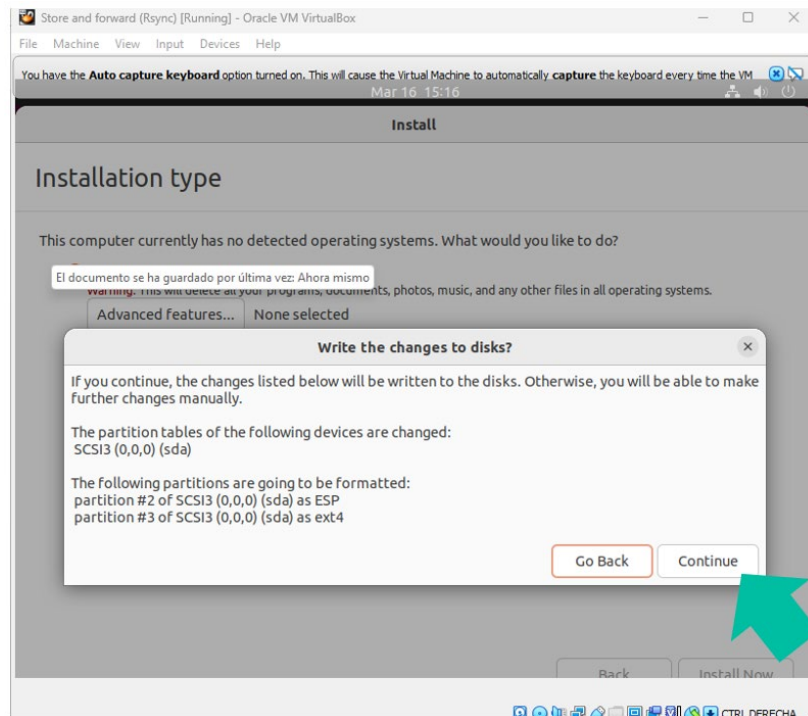 Store and forward (Rsync) [Running] - Oracle VM VirtualBox
File Machine View Input Devices Help
You have the Auto capture keyboard option turned on. This will cause the Virtual Machine to automatically capture the keyboard every time the VM
Mar 16 15:16
Install
Installation type
This computer currently has no detected operating systems. What would you like to do?
El documento se ha guardado por última vez: Ahora mismo
Warning: This will delete all your programs, documents, photos, music, and any other files in all operating systems.
Advanced features... None selected
Write the changes to disks?
If you continue, the changes listed below will be written to the disks. Otherwise, you will be able to make
further changes manually.
The partition tables of the following devices are changed:
SCSI3 (0,0,0) (sda)
The following partitions are going to be formatted:
partition #2 of SCSI3 (0,0,0) (sda) as ESP
partition #3 of SCSI3 (0,0,0) (sda) as ext4
Go Back Continue
Back Install Now
CTRL DERECHA